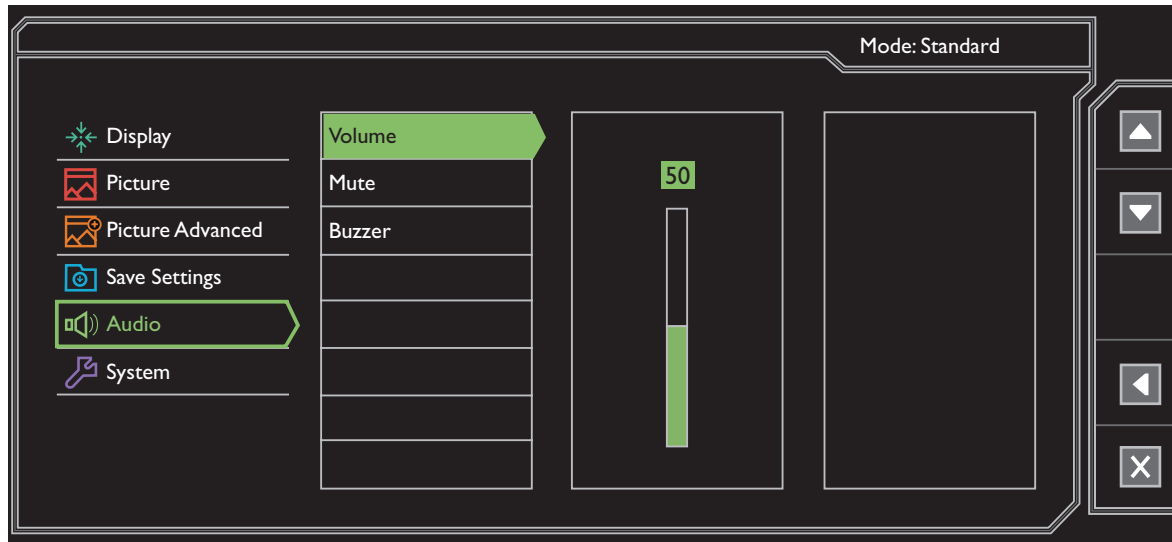 Mode: Standard
Display
Picture
Picture Advanced
Save Settings
Audio
System
Volume
Mute
Buzzer
50